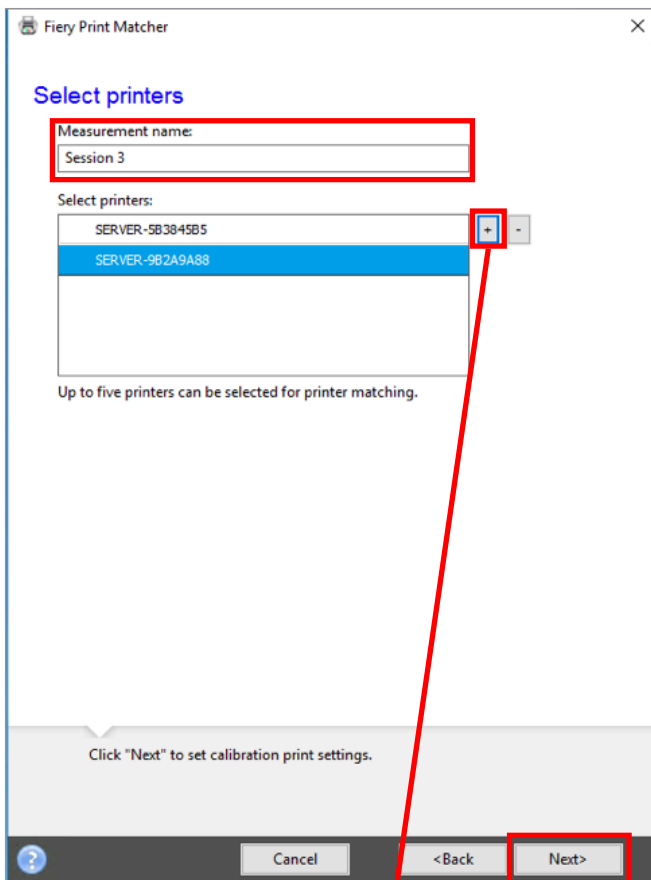 Fiery Print Matcher
Select printers
Measurement name:
Session 3
Select printers:
SERVER-5B3845B5
+ -
SERVER-9B2A9A88
Up to five printers can be selected for printer matching.
Click "Next" to set calibration print settings.
? Cancel <Back Next>